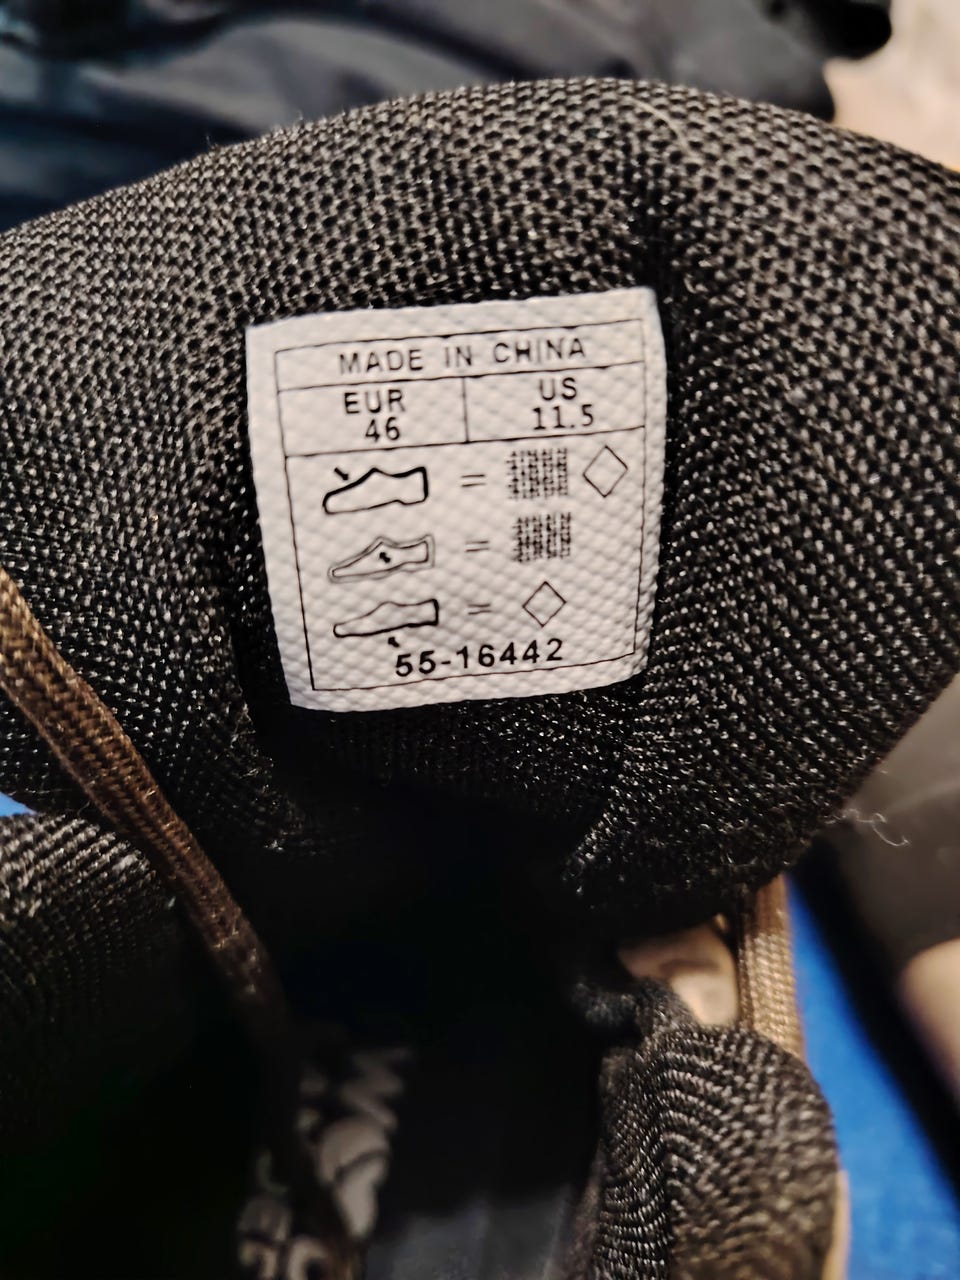 MADE IN CHINA
EUR US
46 11.5
=
=
=
55-16442